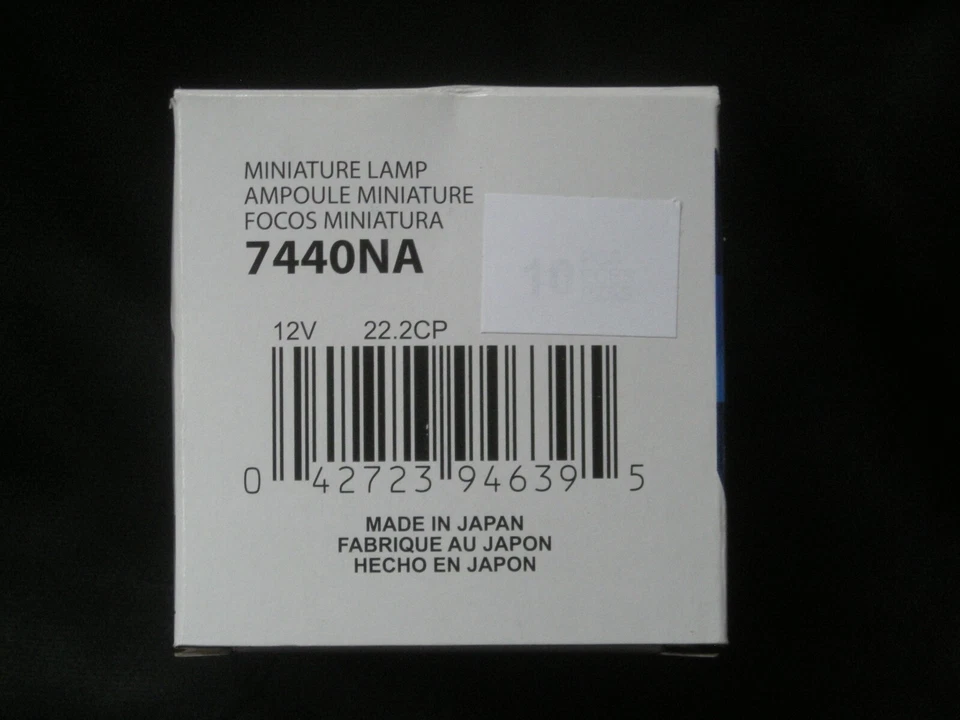 MINIATURE LAMP
AMPOULE MINIATURE
FOCOS MINIATURA
7440NA
12V 22.2CP
0 42723 94639 5
MADE IN JAPAN
FABRIQUE AU JAPON
HECHO EN JAPON